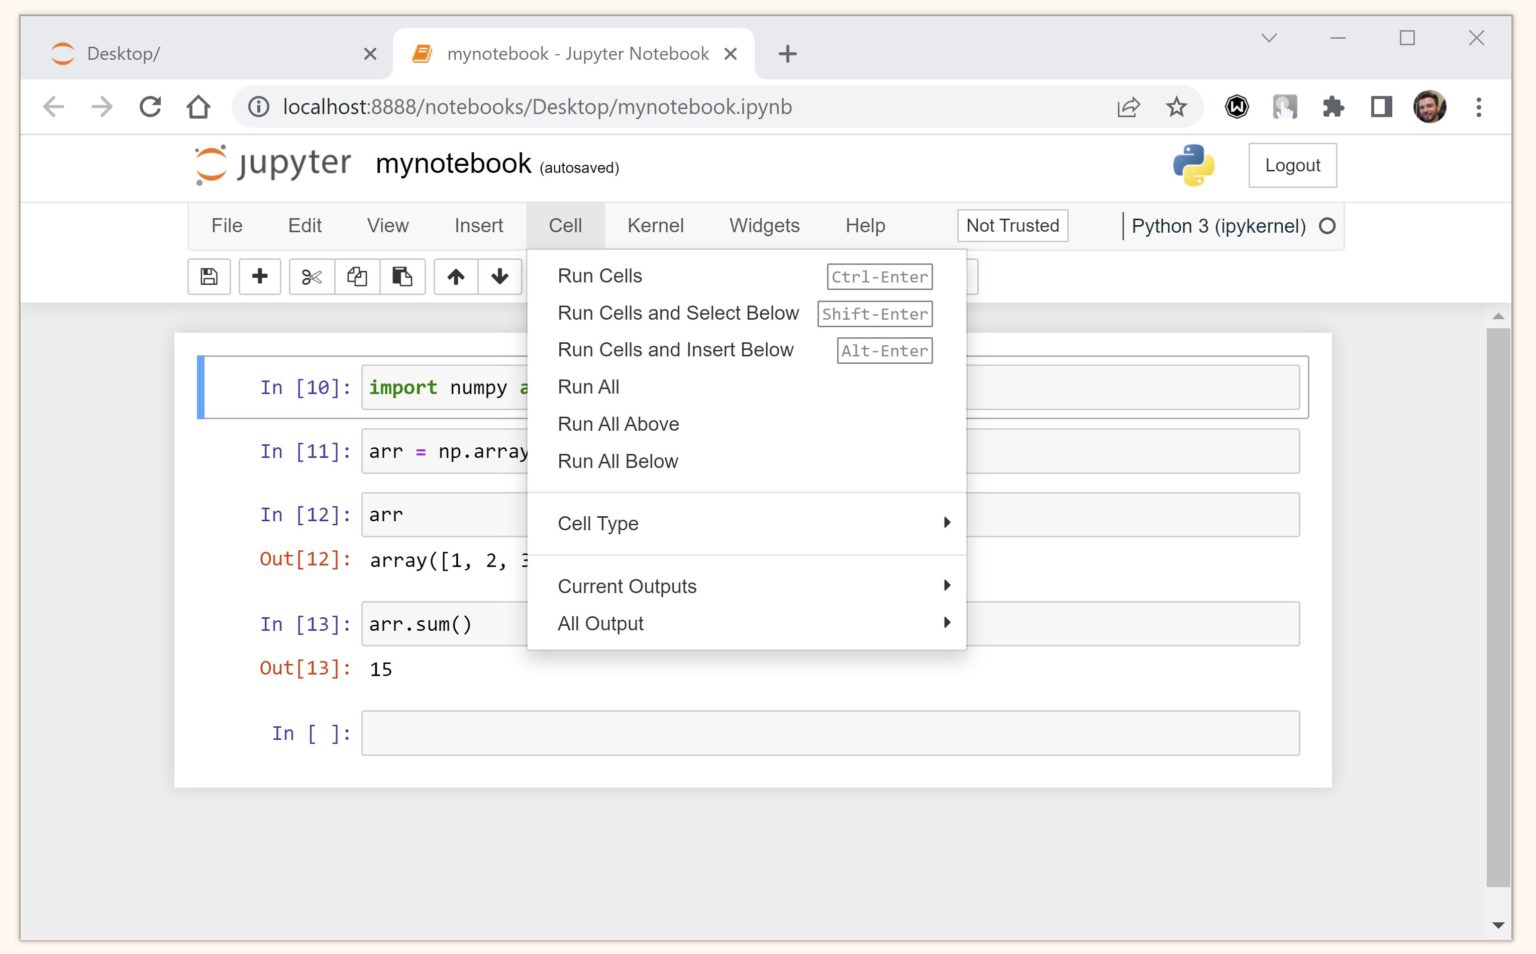 Desktop/
mynotebook - Jupyter Notebook
localhost:8888/notebooks/Desktop/mynotebook.ipynb
jupyter mynotebook (autosaved)
Logout
File Edit View Insert Cell Kernel Widgets Help Not Trusted Python 3 (ipykernel)
Run Cells Ctrl-Enter
Run Cells and Select Below Shift-Enter
Run Cells and Insert Below Alt-Enter
Run All
Run All Above
Run All Below
Cell Type
Current Outputs
All Output
In [10]: import numpy a
In [11]: arr = np.array
In [12]: arr
Out[12]: array([1, 2, 3
In [13]: arr.sum()
Out[13]: 15
In [ ]: